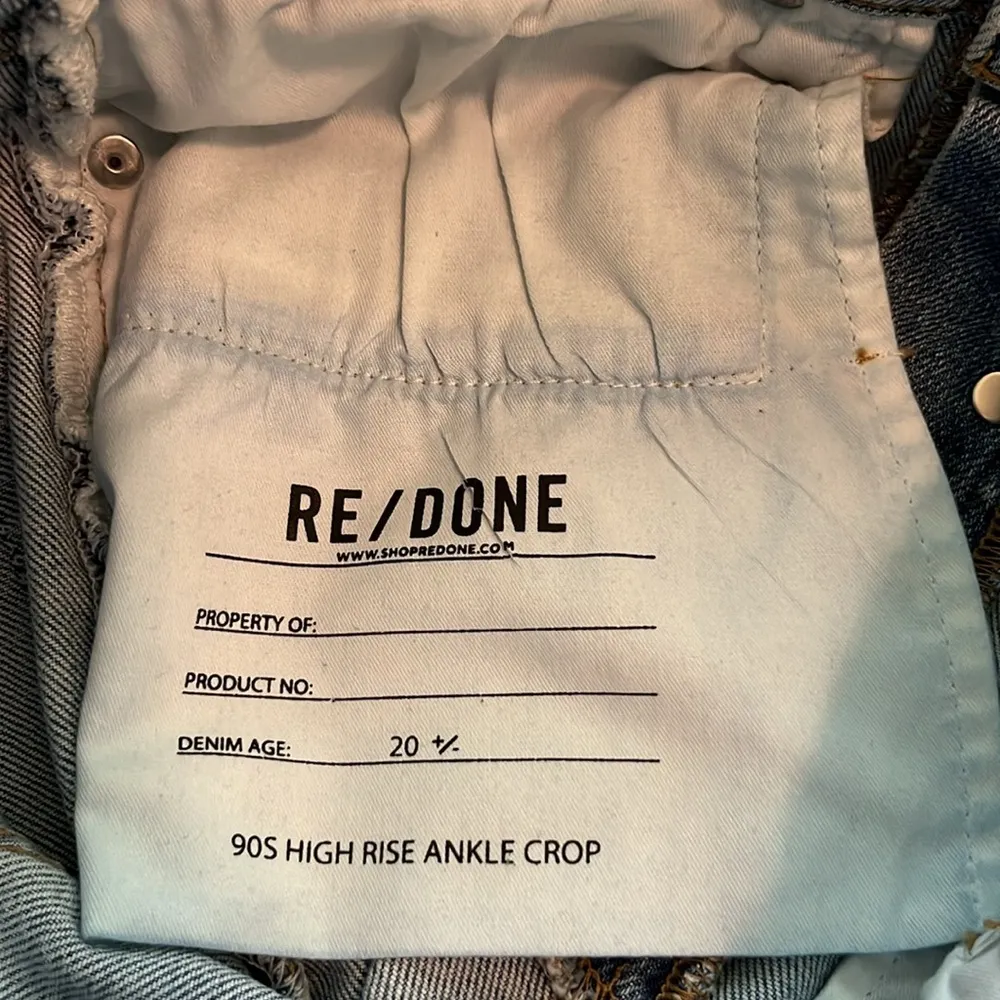 RE/DONE
WWW.SHOPREDONE.COM
PROPERTY OF:
PRODUCT NO:
DENIM AGE: 20 +/-
90S HIGH RISE ANKLE CROP